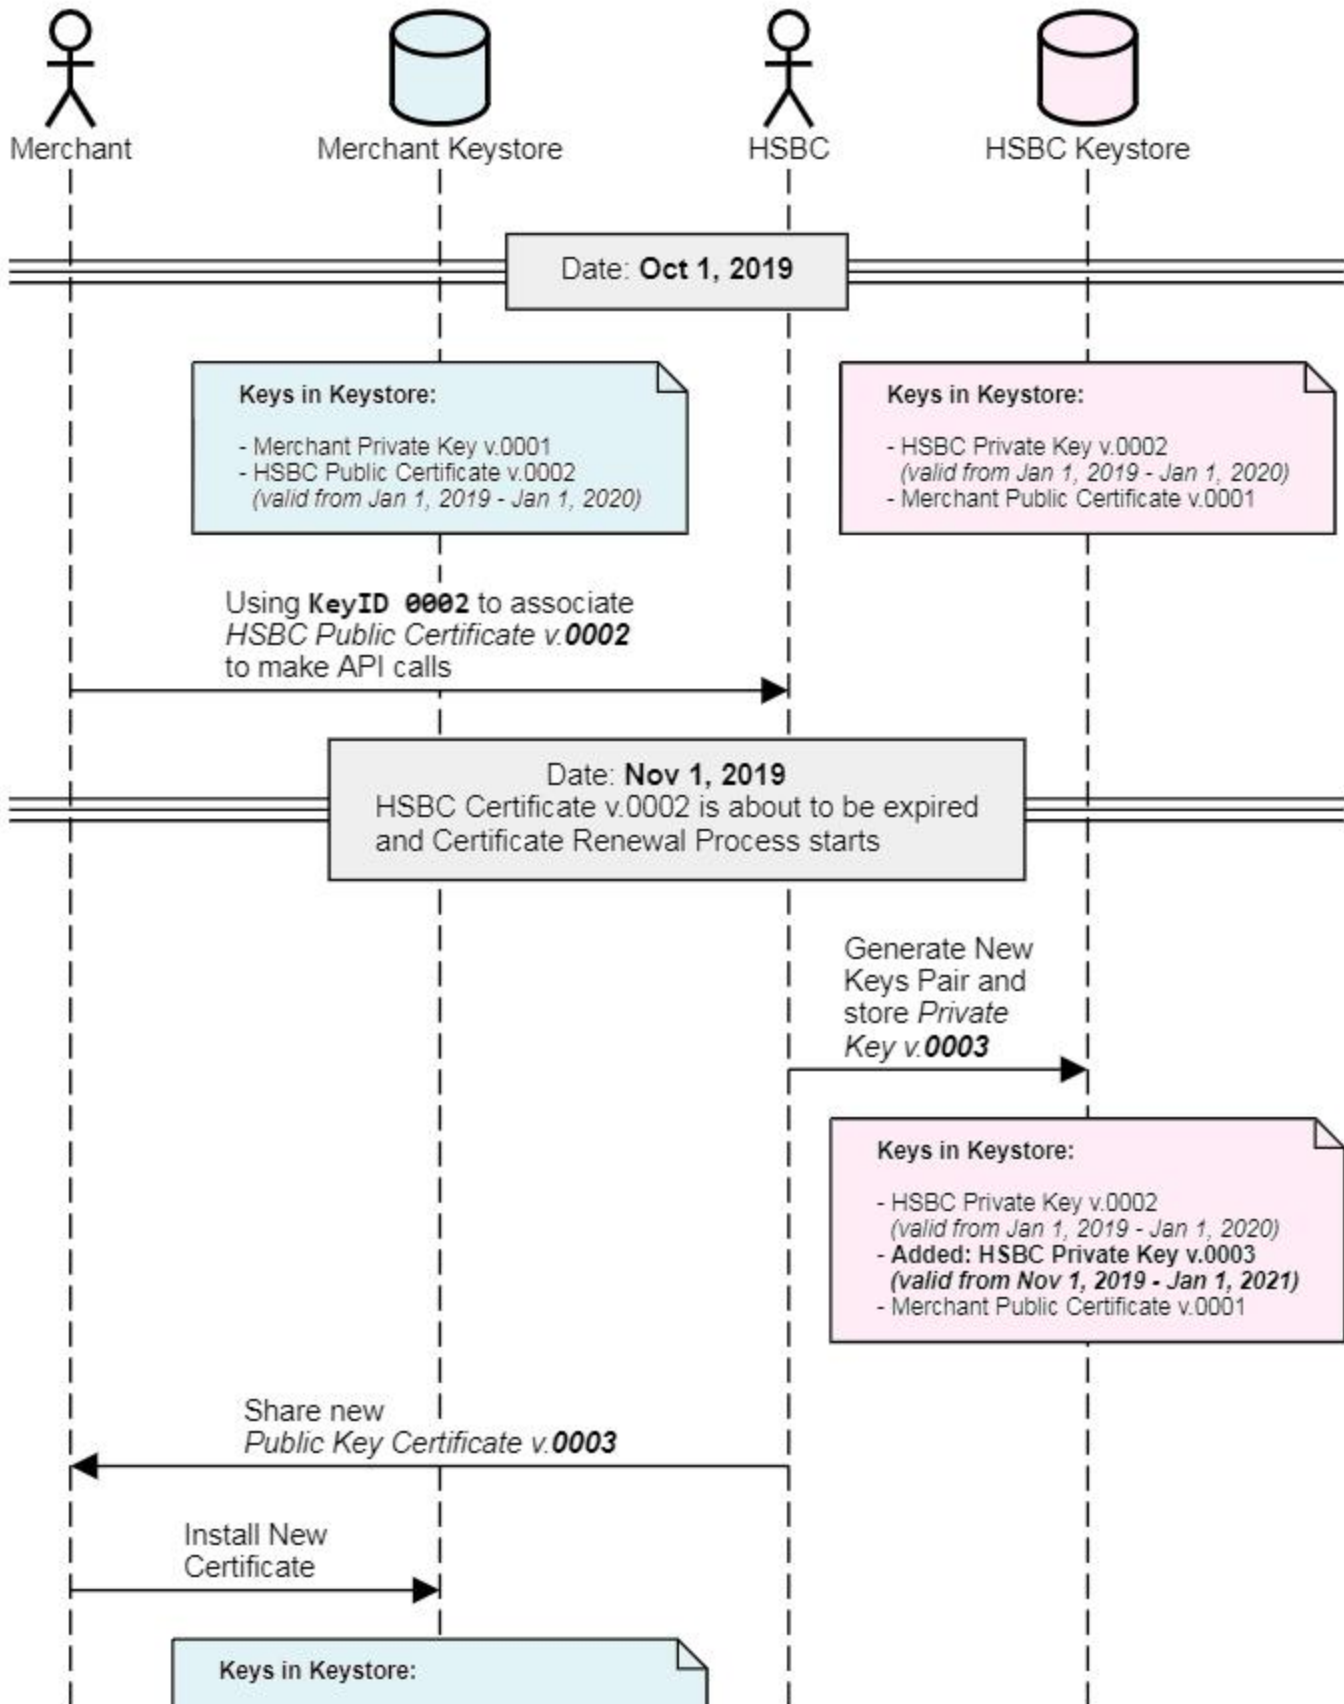 Merchant
Merchant Keystore
HSBC
HSBC Keystore
Date: Oct 1, 2019
Keys in Keystore:
- Merchant Private Key v.0001
- HSBC Public Certificate v.0002
(valid from Jan 1, 2019 - Jan 1, 2020)
Keys in Keystore:
- HSBC Private Key v.0002
(valid from Jan 1, 2019 - Jan 1, 2020)
- Merchant Public Certificate v.0001
Using KeyID 0002 to associate
HSBC Public Certificate v.0002
to make API calls
Date: Nov 1, 2019
HSBC Certificate v.0002 is about to be expired
and Certificate Renewal Process starts
Generate New
Keys Pair and
store Private
Key v.0003
Keys in Keystore:
- HSBC Private Key v.0002
(valid from Jan 1, 2019 - Jan 1, 2020)
- Added: HSBC Private Key v.0003
(valid from Nov 1, 2019 - Jan 1, 2021)
- Merchant Public Certificate v.0001
Share new
Public Key Certificate v.0003
Install New
Certificate
Keys in Keystore: